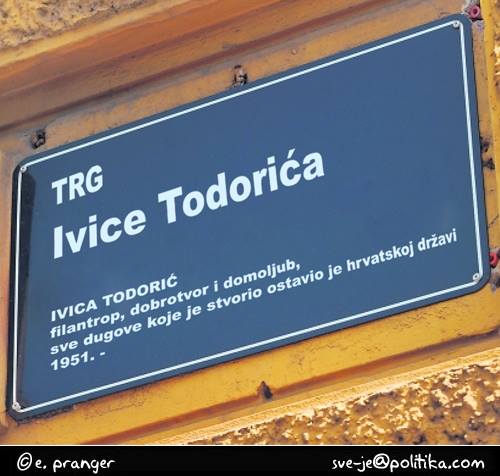 TRG
Ivice Todorića
IVICA TODORIĆ
filantrop, dobrotvor i domoljub,
sve dugove koje je stvorio ostavio je hrvatskoj državi
1951. -
©e. pranger
sve-je@politika.com